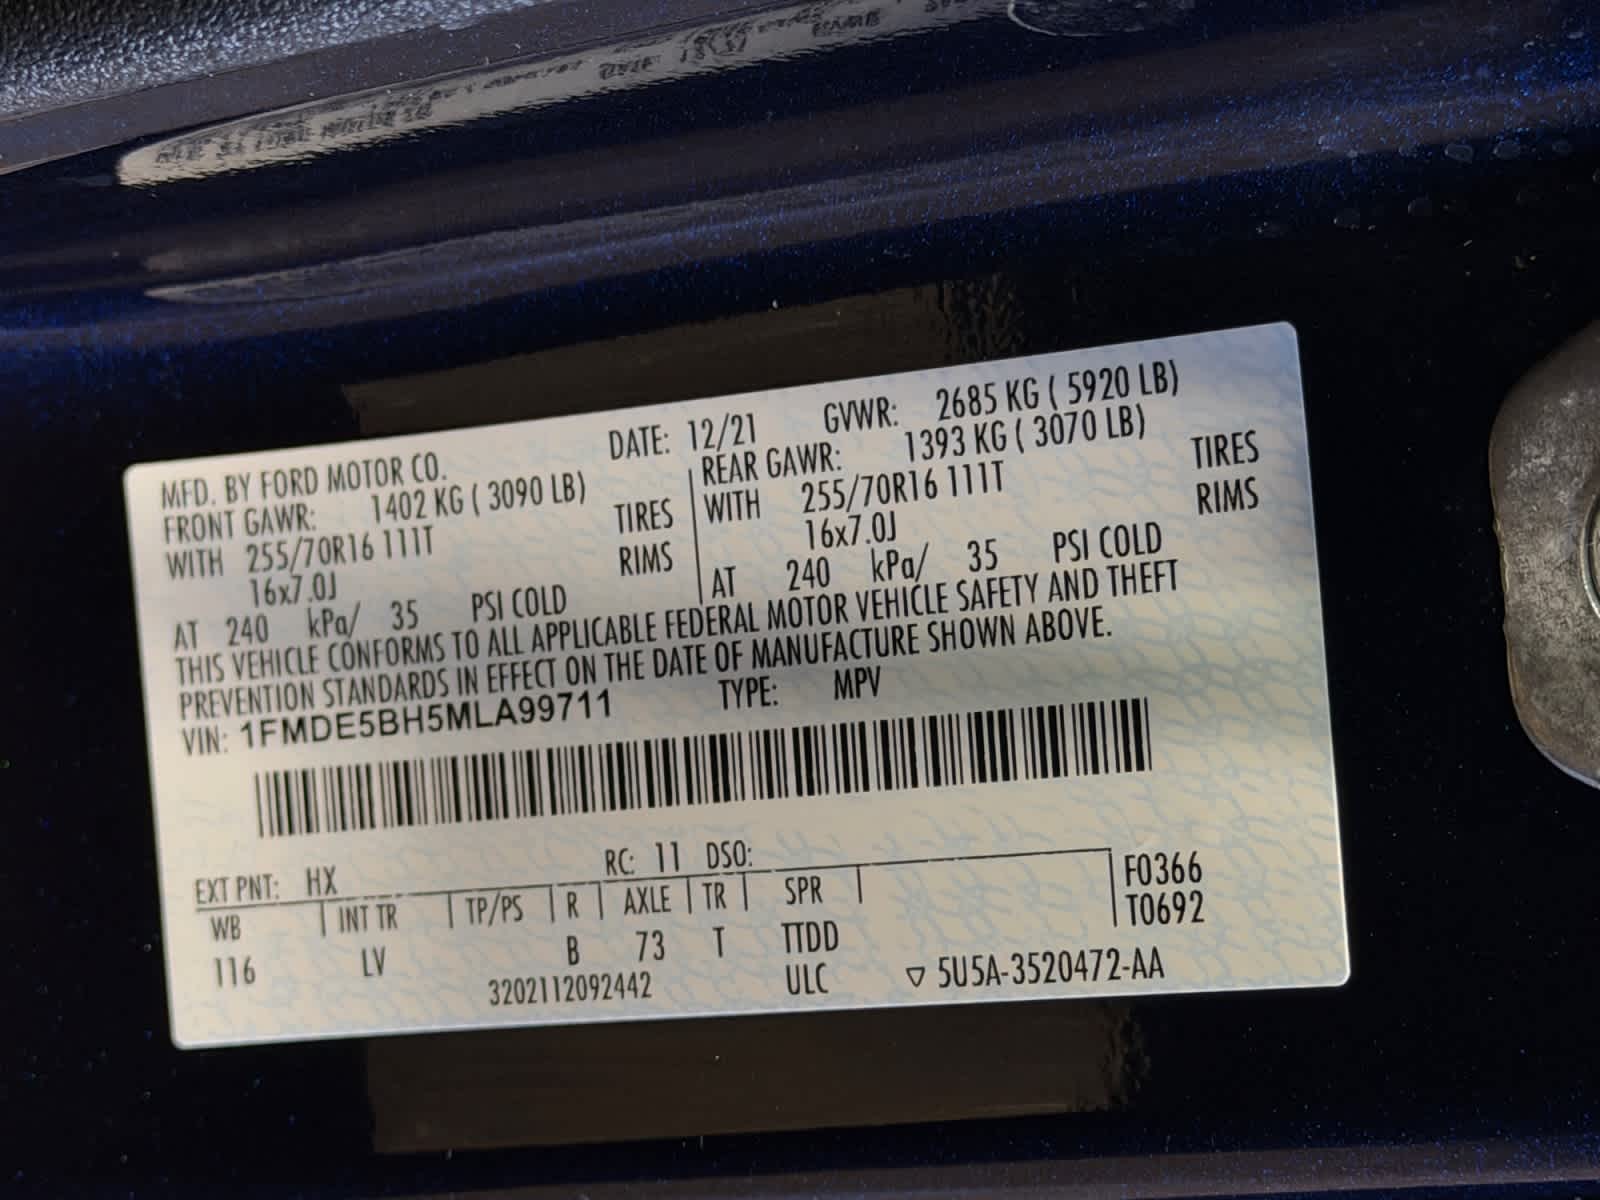 MFD. BY FORD MOTOR CO. DATE: 12/21 GVWR: 2685 KG ( 5920 LB)
FRONT GAWR: 1402 KG ( 3090 LB) REAR GAWR: 1393 KG ( 3070 LB)
WITH 255/70R16 111T TIRES WITH 255/70R16 111T TIRES
16x7.0J RIMS 16x7.0J RIMS
AT 240 kPa/ 35 PSI COLD AT 240 kPa/ 35 PSI COLD
THIS VEHICLE CONFORMS TO ALL APPLICABLE FEDERAL MOTOR VEHICLE SAFETY AND THEFT
PREVENTION STANDARDS IN EFFECT ON THE DATE OF MANUFACTURE SHOWN ABOVE.
VIN: 1FMDE5BH5MLA99711 TYPE: MPV
EXT PNT: HX RC: 11 DSO:
WB INT TR TP/PS R AXLE TR SPR F0366
116 LV B 73 T TTDD T0692
3202112092442 ULC ▽ 5U5A-3520472-AA